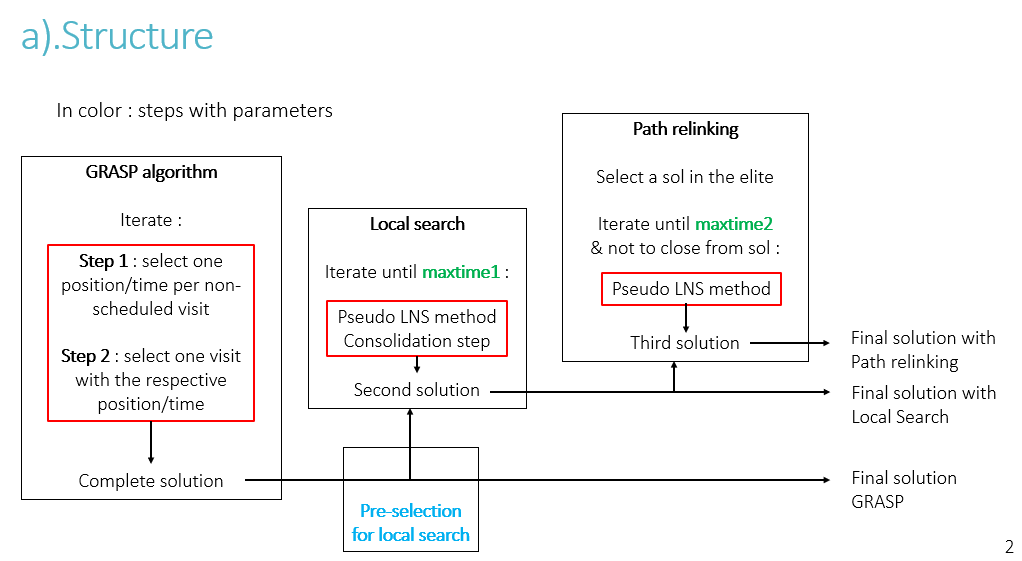 a).Structure
In color : steps with parameters
GRASP algorithm
Iterate :
Step 1 : select one
position/time per non-
scheduled visit
Step 2 : select one visit
with the respective
position/time
Complete solution
Local search
Iterate until maxtime1 :
Pseudo LNS method
Consolidation step
Second solution
Pre-selection
for local search
Path relinking
Select a sol in the elite
Iterate until maxtime2
& not to close from sol :
Pseudo LNS method
Third solution
Final solution with
Path relinking
Final solution with
Local Search
Final solution
GRASP
2